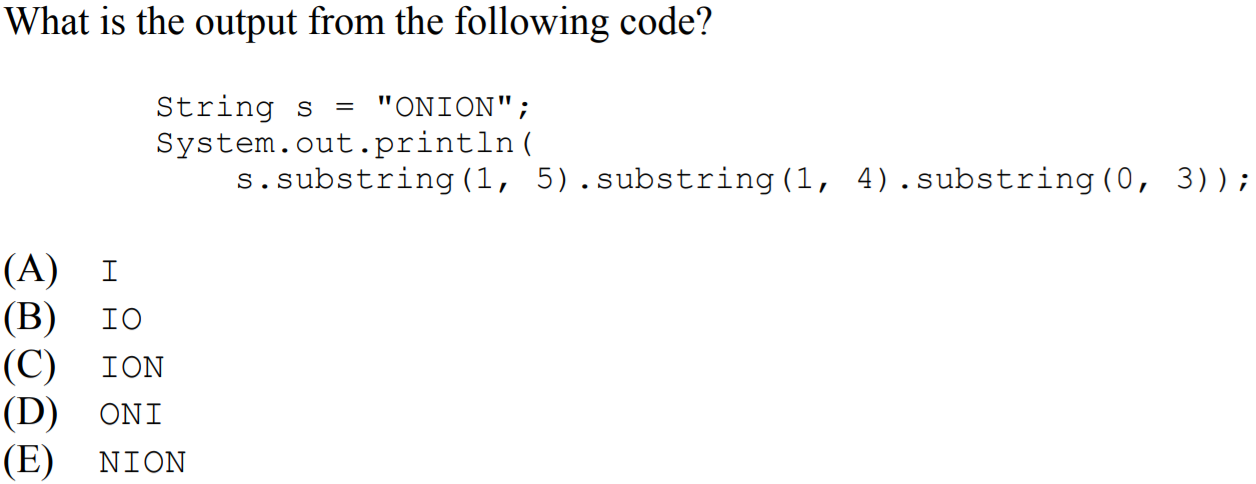 What is the output from the following code?
String s = "ONION";
System.out.println(
s.substring(1, 5).substring(1, 4).substring(0, 3));
(A) I
(B) IO
(C) ION
(D) ONI
(E) NION